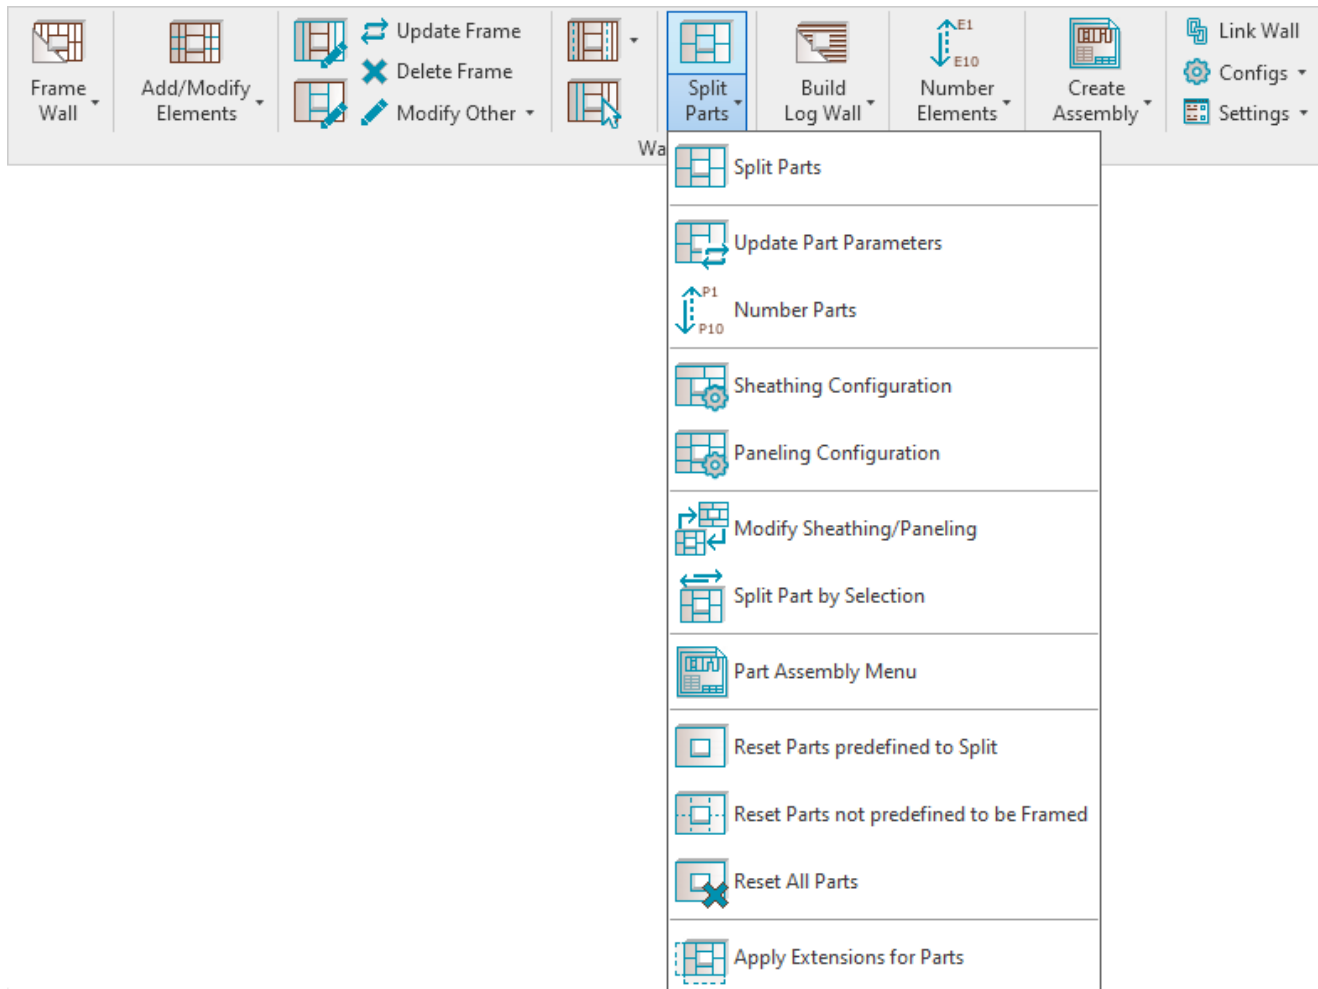 Frame
Wall
Add/Modify
Elements
Update Frame
Delete Frame
Modify Other
Split
Parts
Build
Log Wall
E1
E10
Number
Elements
Create
Assembly
Link Wall
Configs
Settings
Wa
Split Parts
Update Part Parameters
P1
P10
Number Parts
Sheathing Configuration
Paneling Configuration
Modify Sheathing/Paneling
Split Part by Selection
Part Assembly Menu
Reset Parts predefined to Split
Reset Parts not predefined to be Framed
Reset All Parts
Apply Extensions for Parts